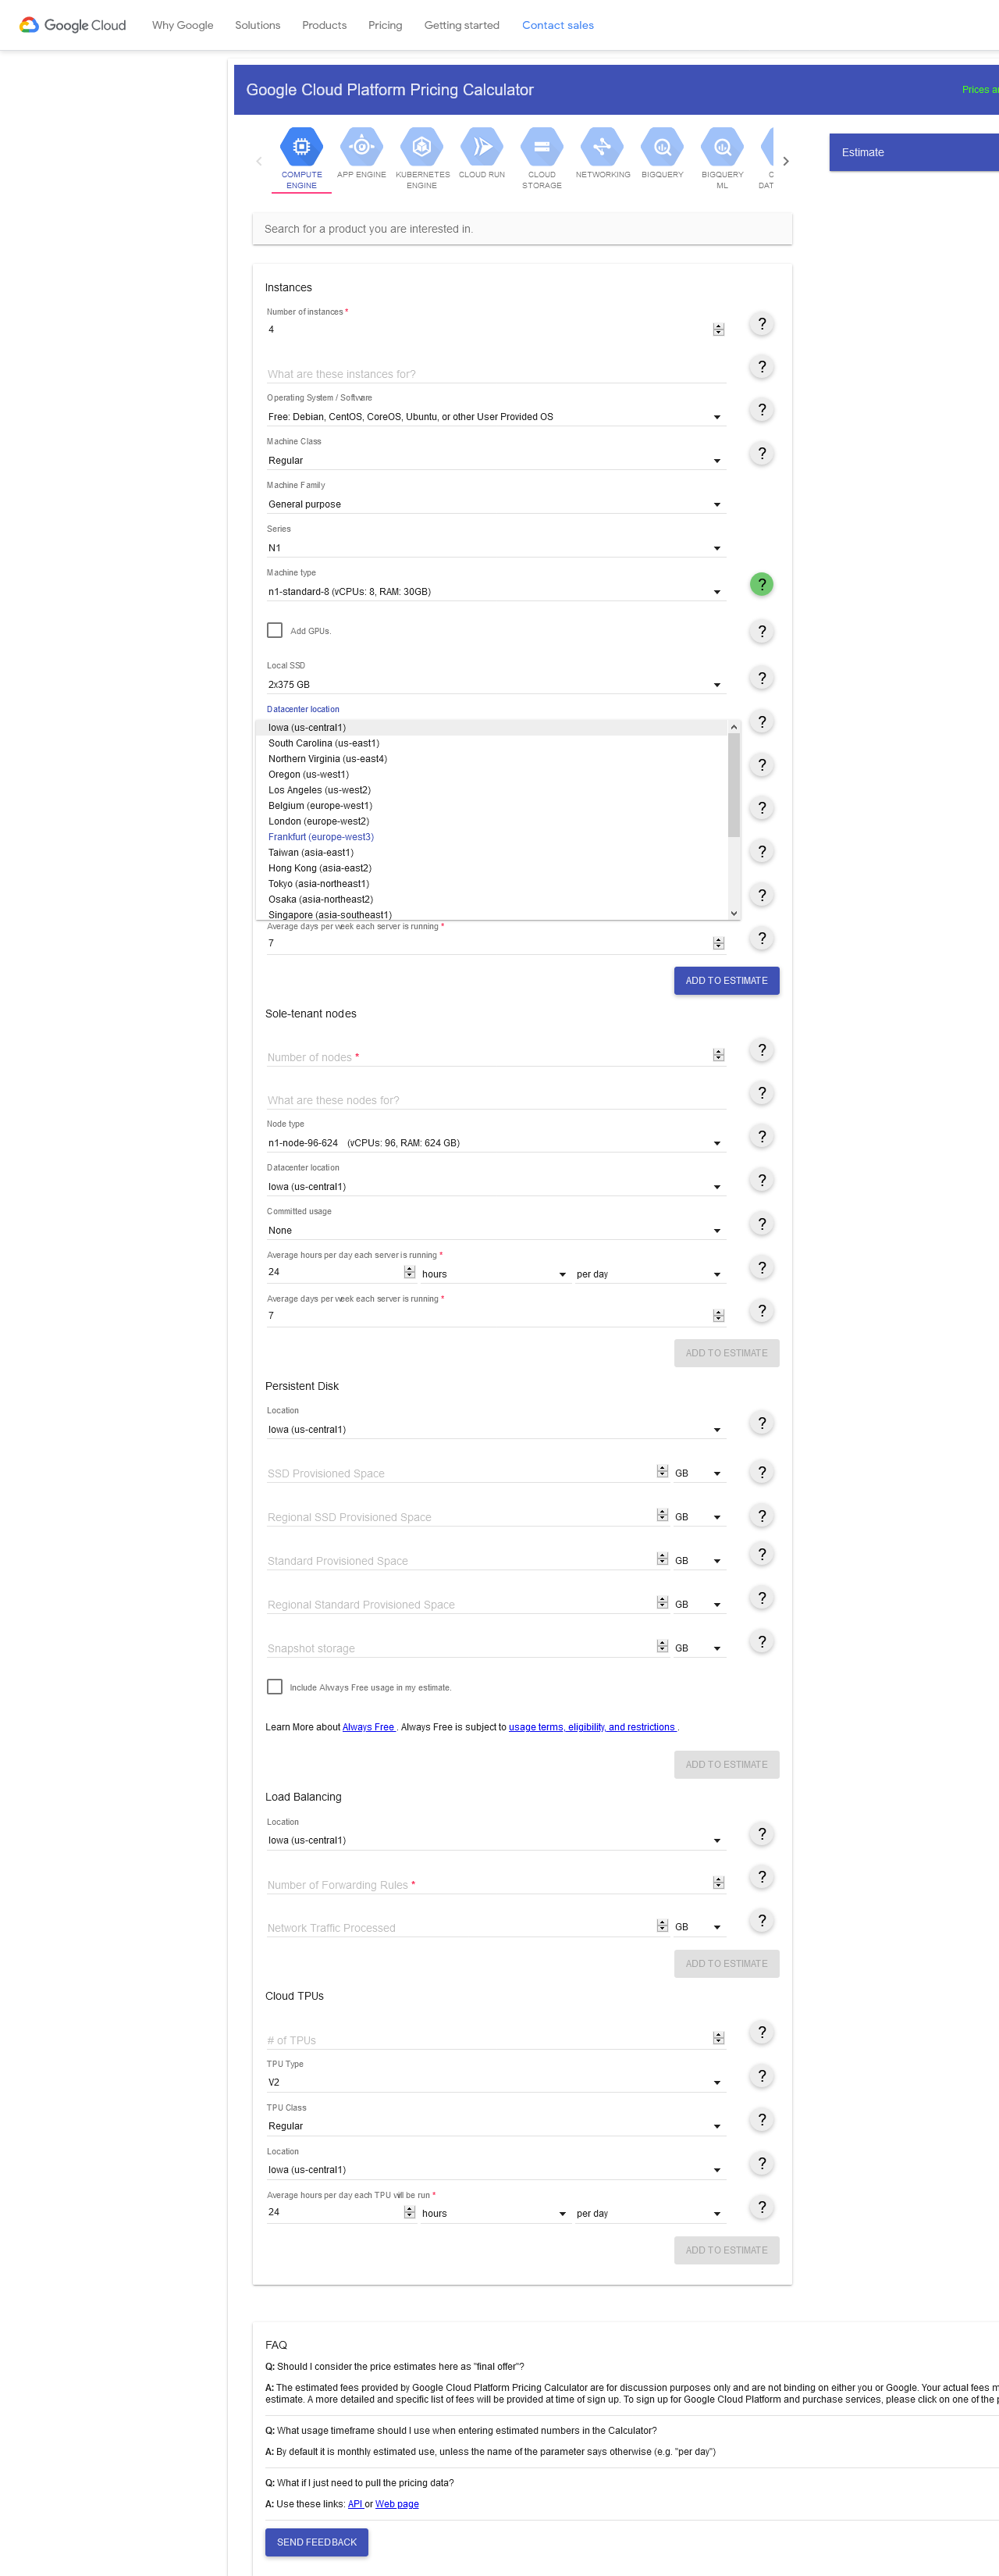 Google Cloud Why Google Solutions Products Pricing Getting started Contact sales
Google Cloud Platform Pricing Calculator
COMPUTE ENGINE
APP ENGINE
KUBERNETES ENGINE
CLOUD RUN
CLOUD STORAGE
NETWORKING
BIGQUERY
BIGQUERY ML
Estimate
Search for a product you are interested in.
Instances
Number of instances *
4
?
What are these instances for?
?
Operating System / Software
Free: Debian, CentOS, CoreOS, Ubuntu, or other User Provided OS
?
Machine Class
Regular
?
Machine Family
General purpose
Series
N1
Machine type
n1-standard-8 (vCPUs: 8, RAM: 30GB)
?
Add GPUs.
?
Local SSD
2x375 GB
?
Datacenter location
?
Iowa (us-central1)
South Carolina (us-east1)
Northern Virginia (us-east4)
?
Oregon (us-west1)
Los Angeles (us-west2)
Belgium (europe-west1)
?
London (europe-west2)
Frankfurt (europe-west3)
Taiwan (asia-east1)
?
Hong Kong (asia-east2)
Tokyo (asia-northeast1)
Osaka (asia-northeast2)
?
Singapore (asia-southeast1)
Average days per week each server is running *
7
?
ADD TO ESTIMATE
Sole-tenant nodes
Number of nodes *
?
What are these nodes for?
?
Node type
n1-node-96-624 (vCPUs: 96, RAM: 624 GB)
?
Datacenter location
Iowa (us-central1)
?
Committed usage
None
?
Average hours per day each server is running *
24 hours per day
?
Average days per week each server is running *
7
?
ADD TO ESTIMATE
Persistent Disk
Location
Iowa (us-central1)
?
SSD Provisioned Space GB
?
Regional SSD Provisioned Space GB
?
Standard Provisioned Space GB
?
Regional Standard Provisioned Space GB
?
Snapshot storage GB
?
Include Always Free usage in my estimate.
Learn More about Always Free . Always Free is subject to usage terms, eligibility, and restrictions .
ADD TO ESTIMATE
Load Balancing
Location
Iowa (us-central1)
?
Number of Forwarding Rules *
?
Network Traffic Processed GB
?
ADD TO ESTIMATE
Cloud TPUs
# of TPUs
?
TPU Type
V2
?
TPU Class
Regular
?
Location
Iowa (us-central1)
?
Average hours per day each TPU will be run *
24 hours per day
?
ADD TO ESTIMATE
FAQ
Q: Should I consider the price estimates here as "final offer"?
A: The estimated fees provided by Google Cloud Platform Pricing Calculator are for discussion purposes only and are not binding on either you or Google. Your actual fees
estimate. A more detailed and specific list of fees will be provided at time of sign up. To sign up for Google Cloud Platform and purchase services, please click on one of the
Q: What usage timeframe should I use when entering estimated numbers in the Calculator?
A: By default it is monthly estimated use, unless the name of the parameter says otherwise (e.g. "per day")
Q: What if I just need to pull the pricing data?
A: Use these links: API or Web page
SEND FEEDBACK